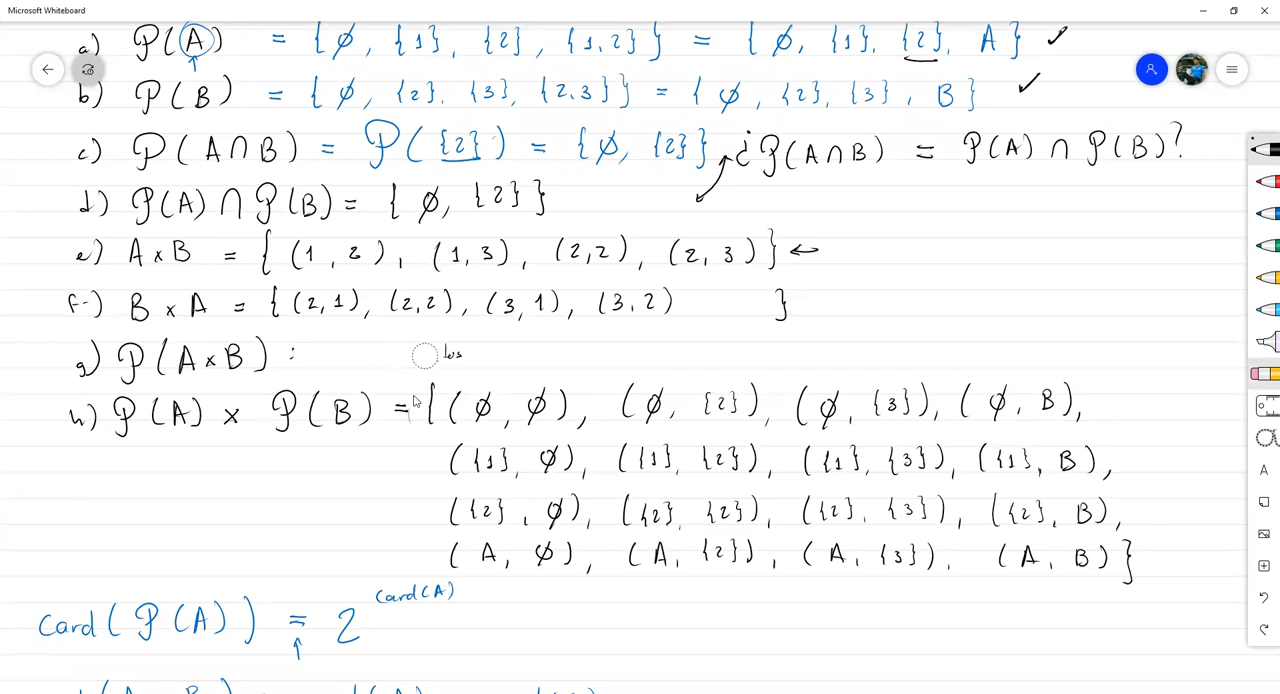 Microsoft Whiteboard
a) P(A) = { ∅, {1}, {2}, {1,2} } = { ∅, {1}, {2}, A } ✓
b) P(B) = { ∅, {2}, {3}, {2,3} } = { ∅, {2}, {3}, B } ✓
c) P(A∩B) = P({2}) = {∅, {2}} ¿P(A∩B) = P(A) ∩ P(B)?
d) P(A) ∩ P(B) = { ∅, {2} }
e) A × B = { (1, 2), (1,3), (2,2), (2,3) } ←
f-) B × A = { (2,1), (2,2), (3,1), (3,2) }
g) P(A×B) : los
h) P(A) × P(B) = { (∅, ∅), (∅, {2}), (∅, {3}), (∅, B),
({1}, ∅), ({1}, {2}), ({1}, {3}), ({1}, B),
({2}, ∅), ({2}, {2}), ({2}, {3}), ({2}, B),
(A, ∅), (A, {2}), (A, {3}), (A, B) }
card(P(A)) = 2^card(A)
A